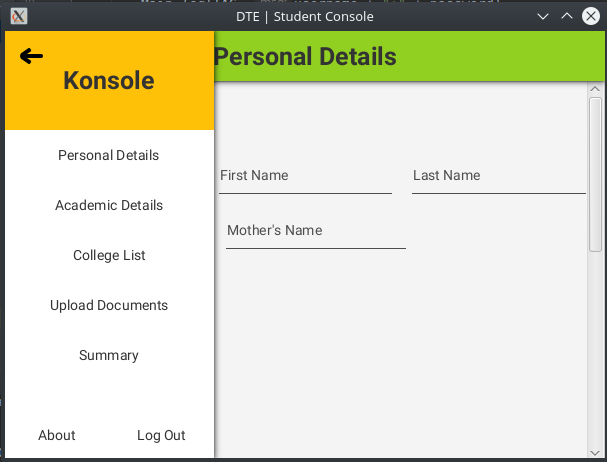 DTE | Student Console
Konsole
Personal Details
Personal Details
Academic Details
College List
Upload Documents
Summary
About
Log Out
First Name
Last Name
Mother's Name